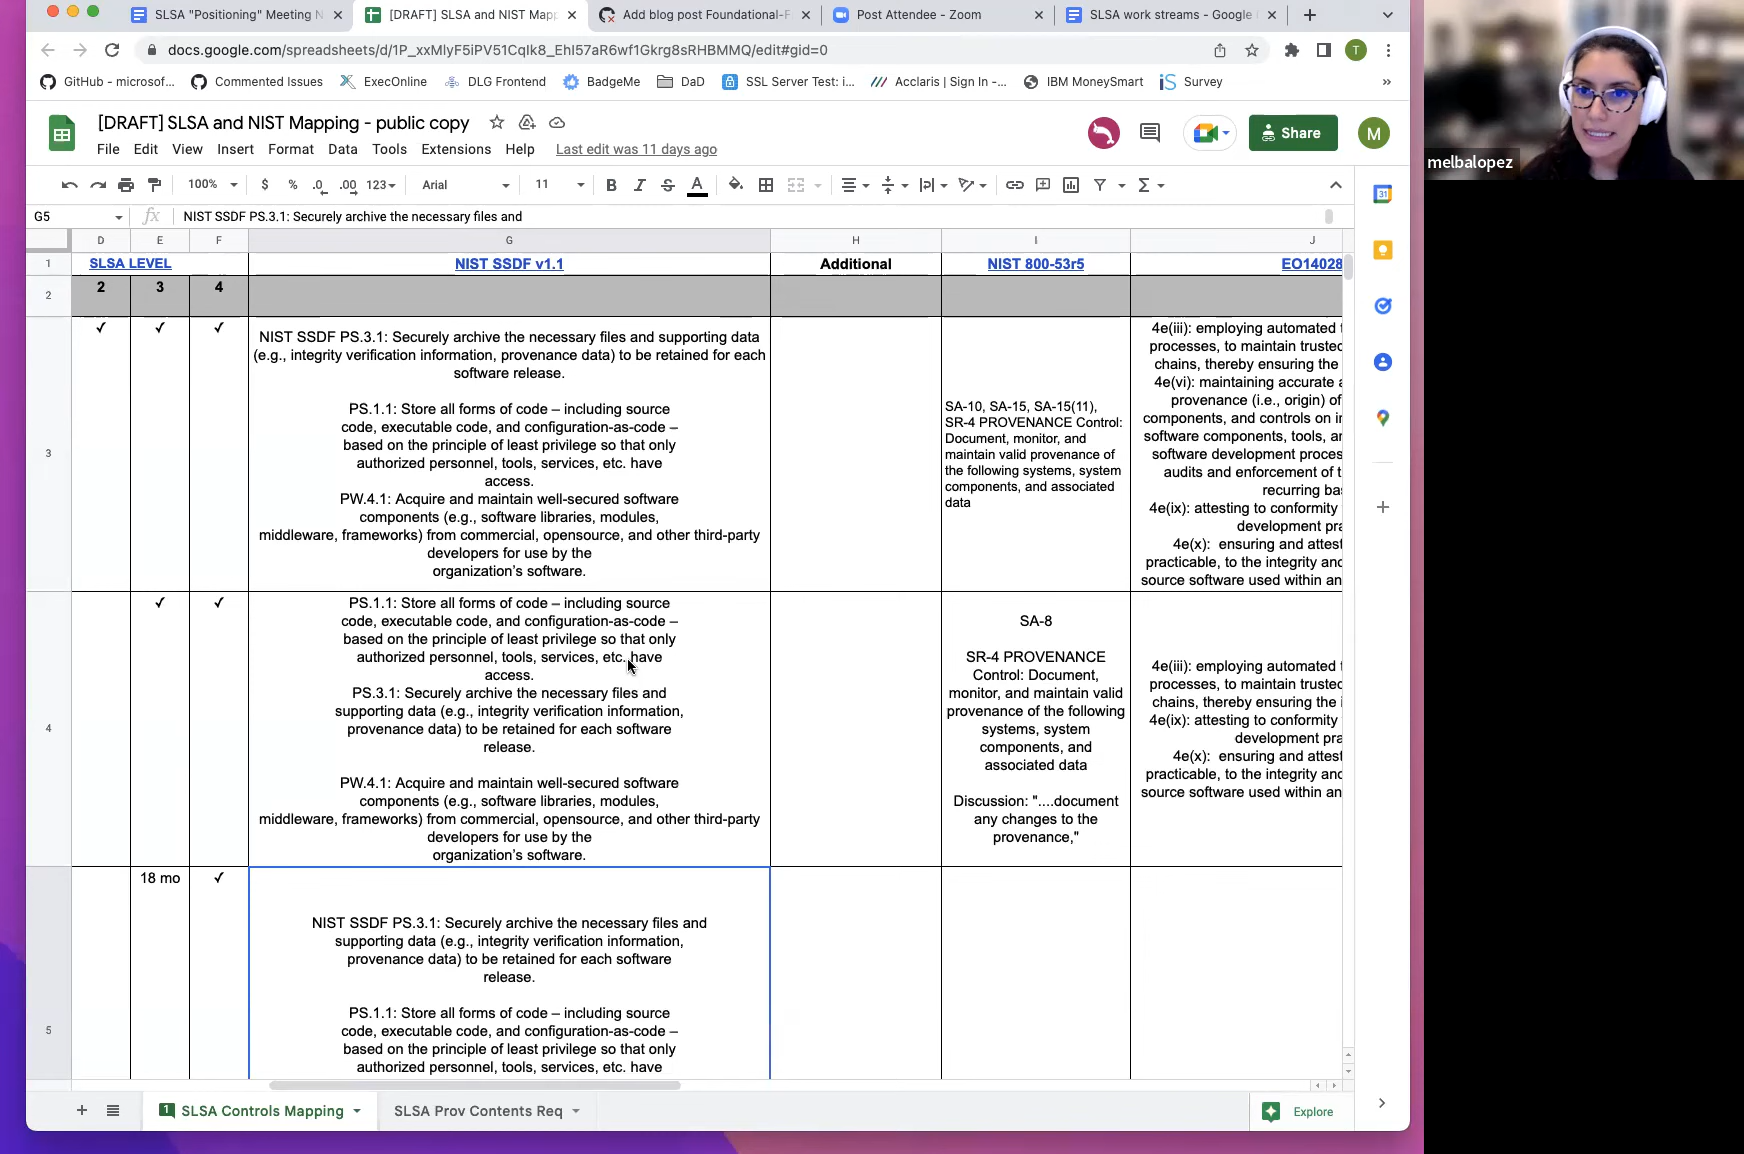 SLSA "Positioning" Meeting N
[DRAFT] SLSA and NIST Mapp
Add blog post Foundational-F
Post Attendee - Zoom
SLSA work streams - Google
docs.google.com/spreadsheets/d/1P_xxMlyF5iPV51CqIk8_EhI57aR6wf1Gkrg8sRHBMMQ/edit#gid=0
T
GitHub - microsof...
Commented Issues
ExecOnline
DLG Frontend
BadgeMe
DaD
SSL Server Test: i...
Acclaris | Sign In -...
IBM MoneySmart
Survey
»
[DRAFT] SLSA and NIST Mapping - public copy
Share
M
File Edit View Insert Format Data Tools Extensions Help Last edit was 11 days ago
100% $ % .0 .00 123 Arial 11 B I S A
31
G5 fx NIST SSDF PS.3.1: Securely archive the necessary files and
D E F G H I J
1 SLSA LEVEL NIST SSDF v1.1 Additional NIST 800-53r5 EO14028
2 2 3 4
3
✓ ✓ ✓
NIST SSDF PS.3.1: Securely archive the necessary files and supporting data
(e.g., integrity verification information, provenance data) to be retained for each
software release.
PS.1.1: Store all forms of code – including source
code, executable code, and configuration-as-code –
based on the principle of least privilege so that only
authorized personnel, tools, services, etc. have
access.
PW.4.1: Acquire and maintain well-secured software
components (e.g., software libraries, modules,
middleware, frameworks) from commercial, opensource, and other third-party
developers for use by the
organization's software.
SA-10, SA-15, SA-15(11),
SR-4 PROVENANCE Control:
Document, monitor, and
maintain valid provenance of
the following systems, system
components, and associated
data
4e(iii): employing automated t
processes, to maintain trusted
chains, thereby ensuring the
4e(vi): maintaining accurate a
provenance (i.e., origin) of
components, and controls on in
software components, tools, an
software development proces
audits and enforcement of t
recurring bas
4e(ix): attesting to conformity
development pra
4e(x): ensuring and attest
practicable, to the integrity and
source software used within an
4
✓ ✓
PS.1.1: Store all forms of code – including source
code, executable code, and configuration-as-code –
based on the principle of least privilege so that only
authorized personnel, tools, services, etc. have
access.
PS.3.1: Securely archive the necessary files and
supporting data (e.g., integrity verification information,
provenance data) to be retained for each software
release.
PW.4.1: Acquire and maintain well-secured software
components (e.g., software libraries, modules,
middleware, frameworks) from commercial, opensource, and other third-party
developers for use by the
organization's software.
SA-8
SR-4 PROVENANCE
Control: Document,
monitor, and maintain valid
provenance of the following
systems, system
components, and
associated data
Discussion: "....document
any changes to the
provenance,"
4e(iii): employing automated t
processes, to maintain trusted
chains, thereby ensuring the i
4e(ix): attesting to conformity
development pra
4e(x): ensuring and attest
practicable, to the integrity and
source software used within an
5
18 mo ✓
NIST SSDF PS.3.1: Securely archive the necessary files and
supporting data (e.g., integrity verification information,
provenance data) to be retained for each software
release.
PS.1.1: Store all forms of code – including source
code, executable code, and configuration-as-code –
based on the principle of least privilege so that only
authorized personnel, tools, services, etc. have
1 SLSA Controls Mapping
SLSA Prov Contents Req
Explore
melbalopez